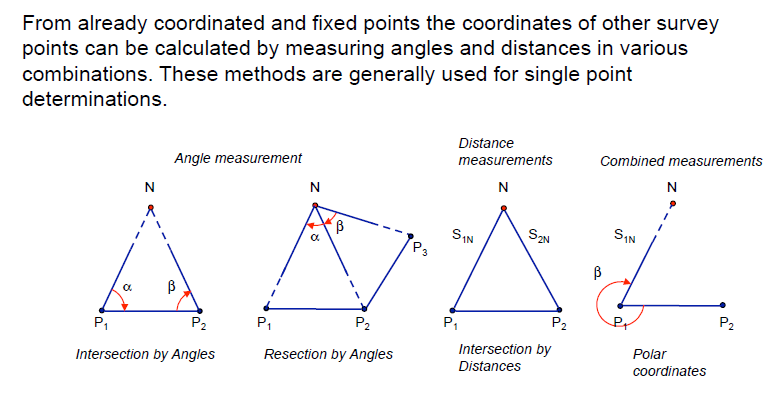 From already coordinated and fixed points the coordinates of other survey
points can be calculated by measuring angles and distances in various
combinations. These methods are generally used for single point
determinations.
Angle measurement
Distance
measurements
Combined measurements
N
N
N
N
α
β
P1
P2
α
β
P3
P1
P2
S1N
S2N
P1
P2
S1N
β
P1
P2
Intersection by Angles
Resection by Angles
Intersection by
Distances
Polar
coordinates